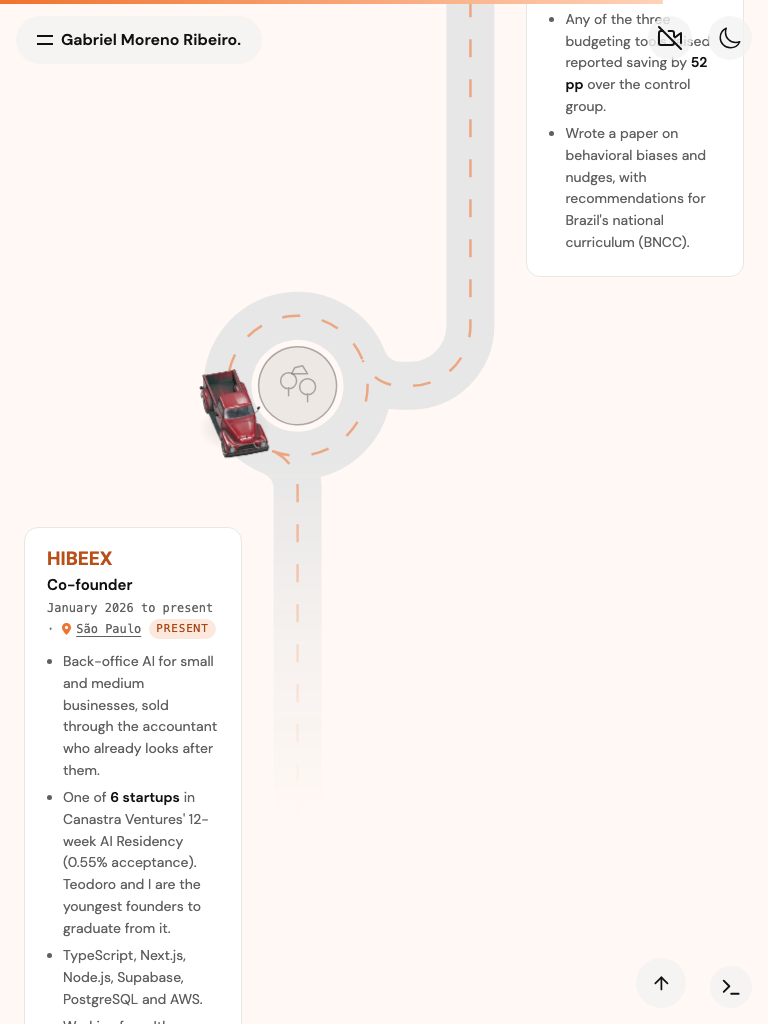 Gabriel Moreno Ribeiro.
Any of the three
budgeting
reported saving by 52
pp over the control
group.
Wrote a paper on
behavioral biases and
nudges, with
recommendations for
Brazil's national
curriculum (BNCC).
HIBEEX
Co-founder
January 2026 to present
· São Paulo PRESENT
Back-office AI for small
and medium
businesses, sold
through the accountant
who already looks after
them.
One of 6 startups in
Canastra Ventures' 12-
week AI Residency
(0.55% acceptance).
Teodoro and I are the
youngest founders to
graduate from it.
TypeScript, Next.js,
Node.js, Supabase,
PostgreSQL and AWS.